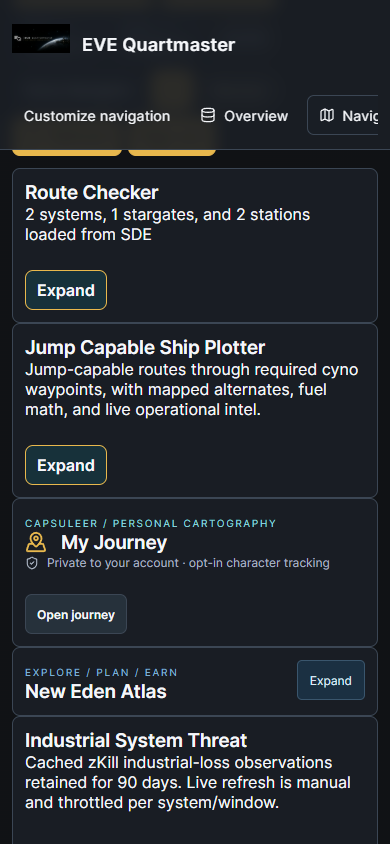 EVE Quartmaster
Customize navigation
Overview
Navig
Route Checker
2 systems, 1 stargates, and 2 stations
loaded from SDE
Expand
Jump Capable Ship Plotter
Jump-capable routes through required cyno
waypoints, with mapped alternates, fuel
math, and live operational intel.
Expand
CAPSULEER / PERSONAL CARTOGRAPHY
My Journey
Private to your account · opt-in character tracking
Open journey
EXPLORE / PLAN / EARN
New Eden Atlas
Expand
Industrial System Threat
Cached zKill industrial-loss observations
retained for 90 days. Live refresh is manual
and throttled per system/window.